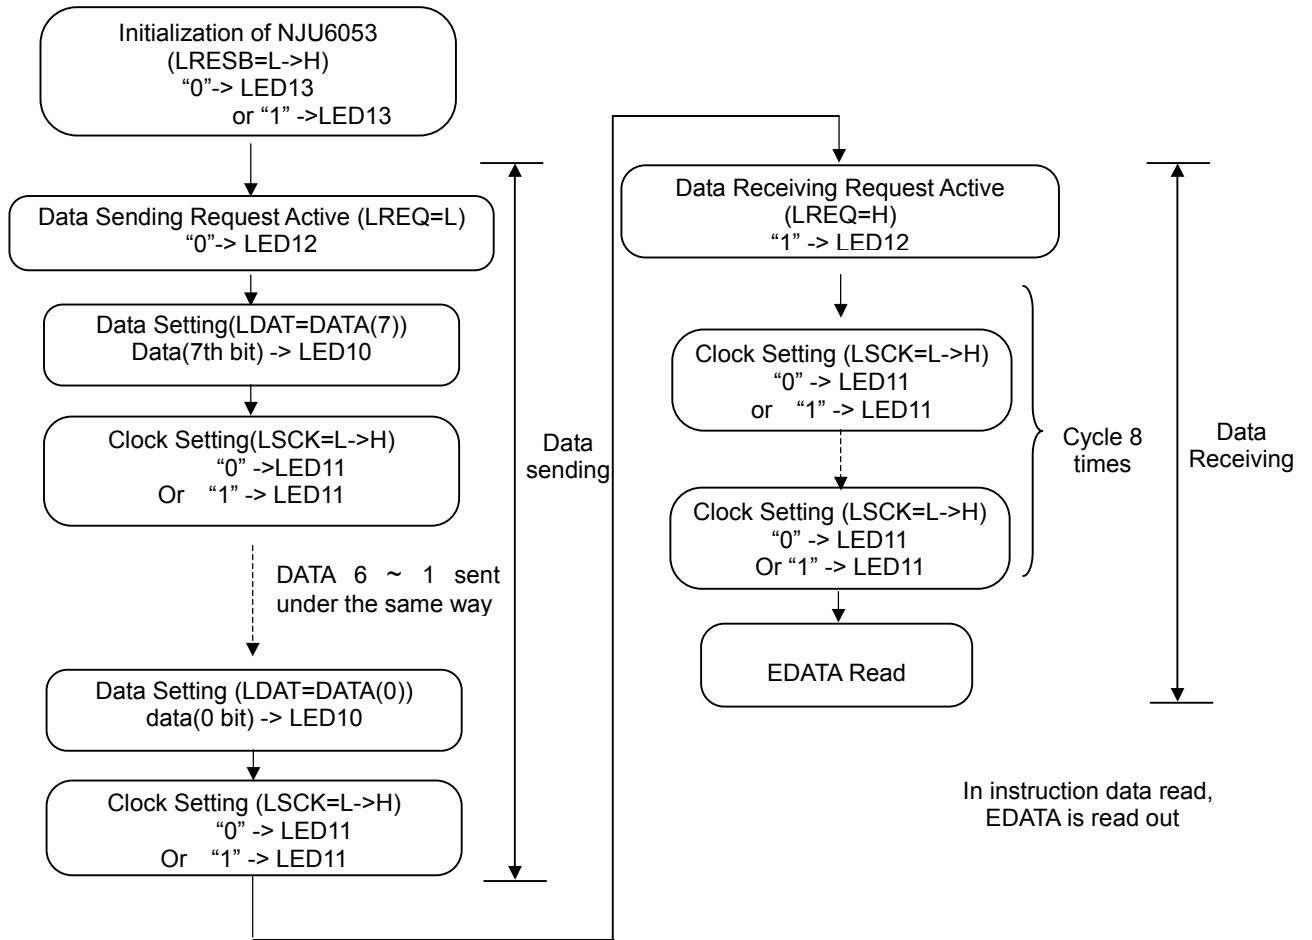 Initialization of NJU6053
(LRESB=L->H)
“0”-> LED13
or “1” ->LED13
Data Sending Request Active (LREQ=L)
“0”-> LED12
Data Setting(LDAT=DATA(7))
Data(7th bit) -> LED10
Clock Setting(LSCK=L->H)
“0” ->LED11
Or “1” -> LED11
DATA 6 ~ 1 sent
under the same way
Data Setting (LDAT=DATA(0))
data(0 bit) -> LED10
Clock Setting (LSCK=L->H)
“0” -> LED11
Or “1” -> LED11
Data
sending
Data Receiving Request Active
(LREQ=H)
“1” -> LED12
Clock Setting (LSCK=L->H)
“0” -> LED11
or “1” -> LED11
Clock Setting (LSCK=L->H)
“0” -> LED11
Or “1” -> LED11
EDATA Read
Cycle 8
times
Data
Receiving
In instruction data read,
EDATA is read out